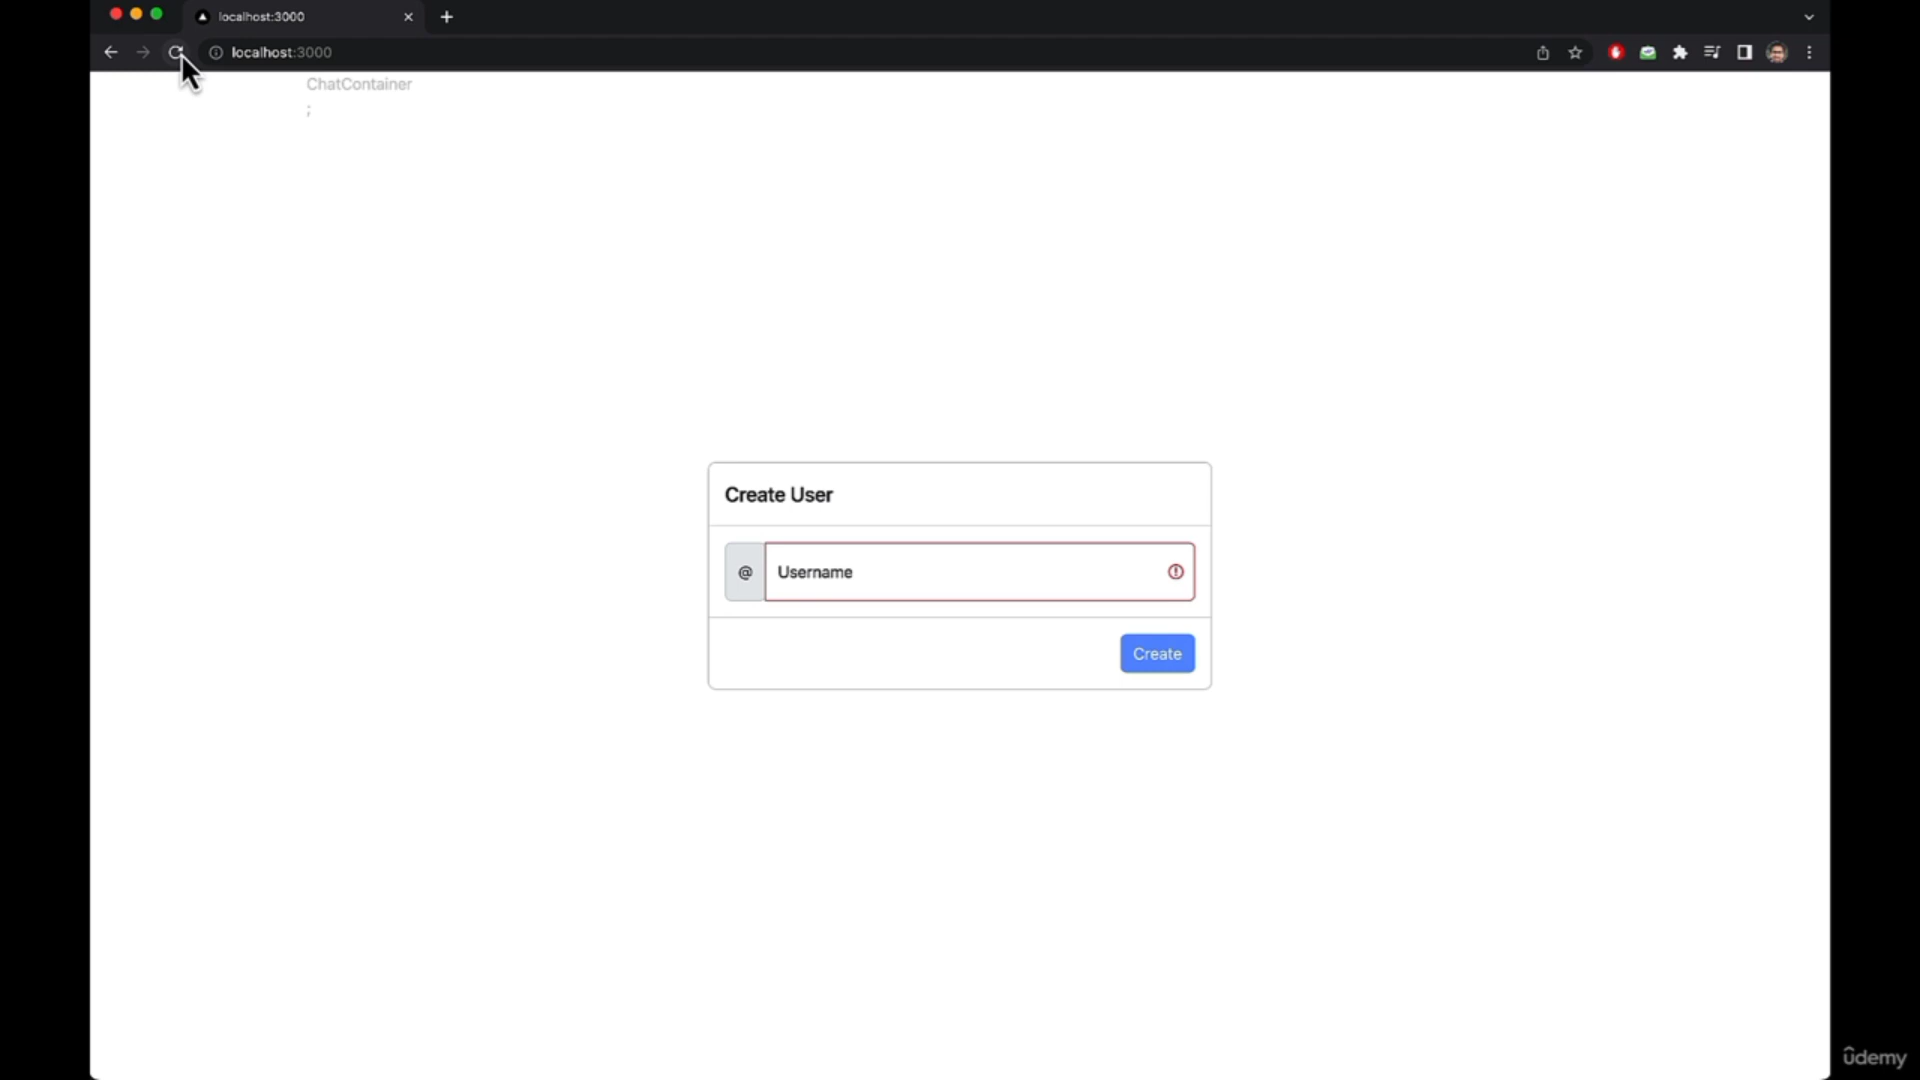 localhost:3000
localhost:3000
ChatContainer
;
Create User
@ Username
Create
ûdemy